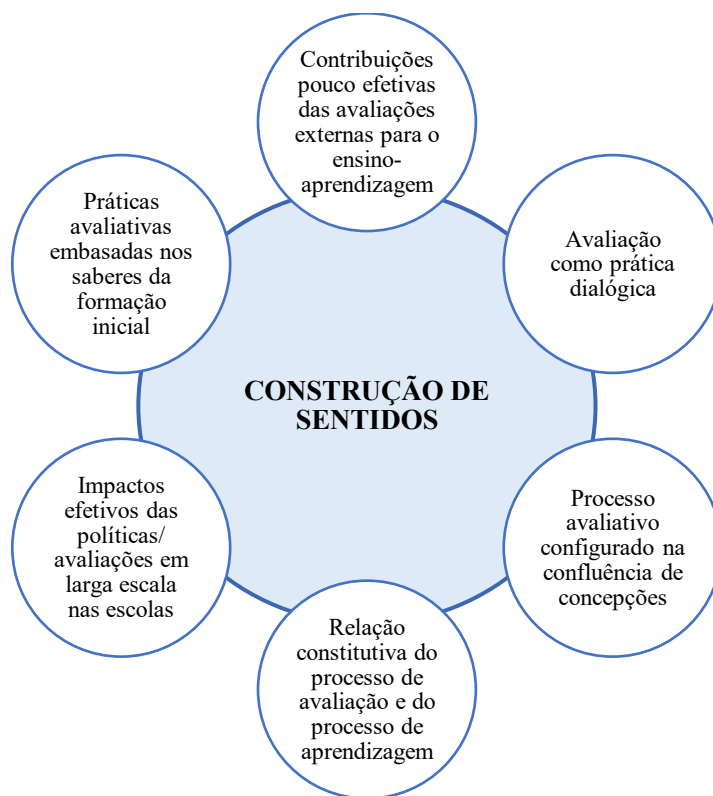 Contribuições
pouco efetivas
das avaliações
externas para o
ensino-
aprendizagem
Avaliação
como prática
dialógica
Processo
avaliativo
configurado na
confluência de
concepções
Relação
constitutiva do
processo de
avaliação e do
processo de
aprendizagem
Impactos
efetivos das
políticas/
avaliações em
larga escala
nas escolas
Práticas
avaliativas
embasadas nos
saberes da
formação
inicial
CONSTRUÇÃO DE
SENTIDOS